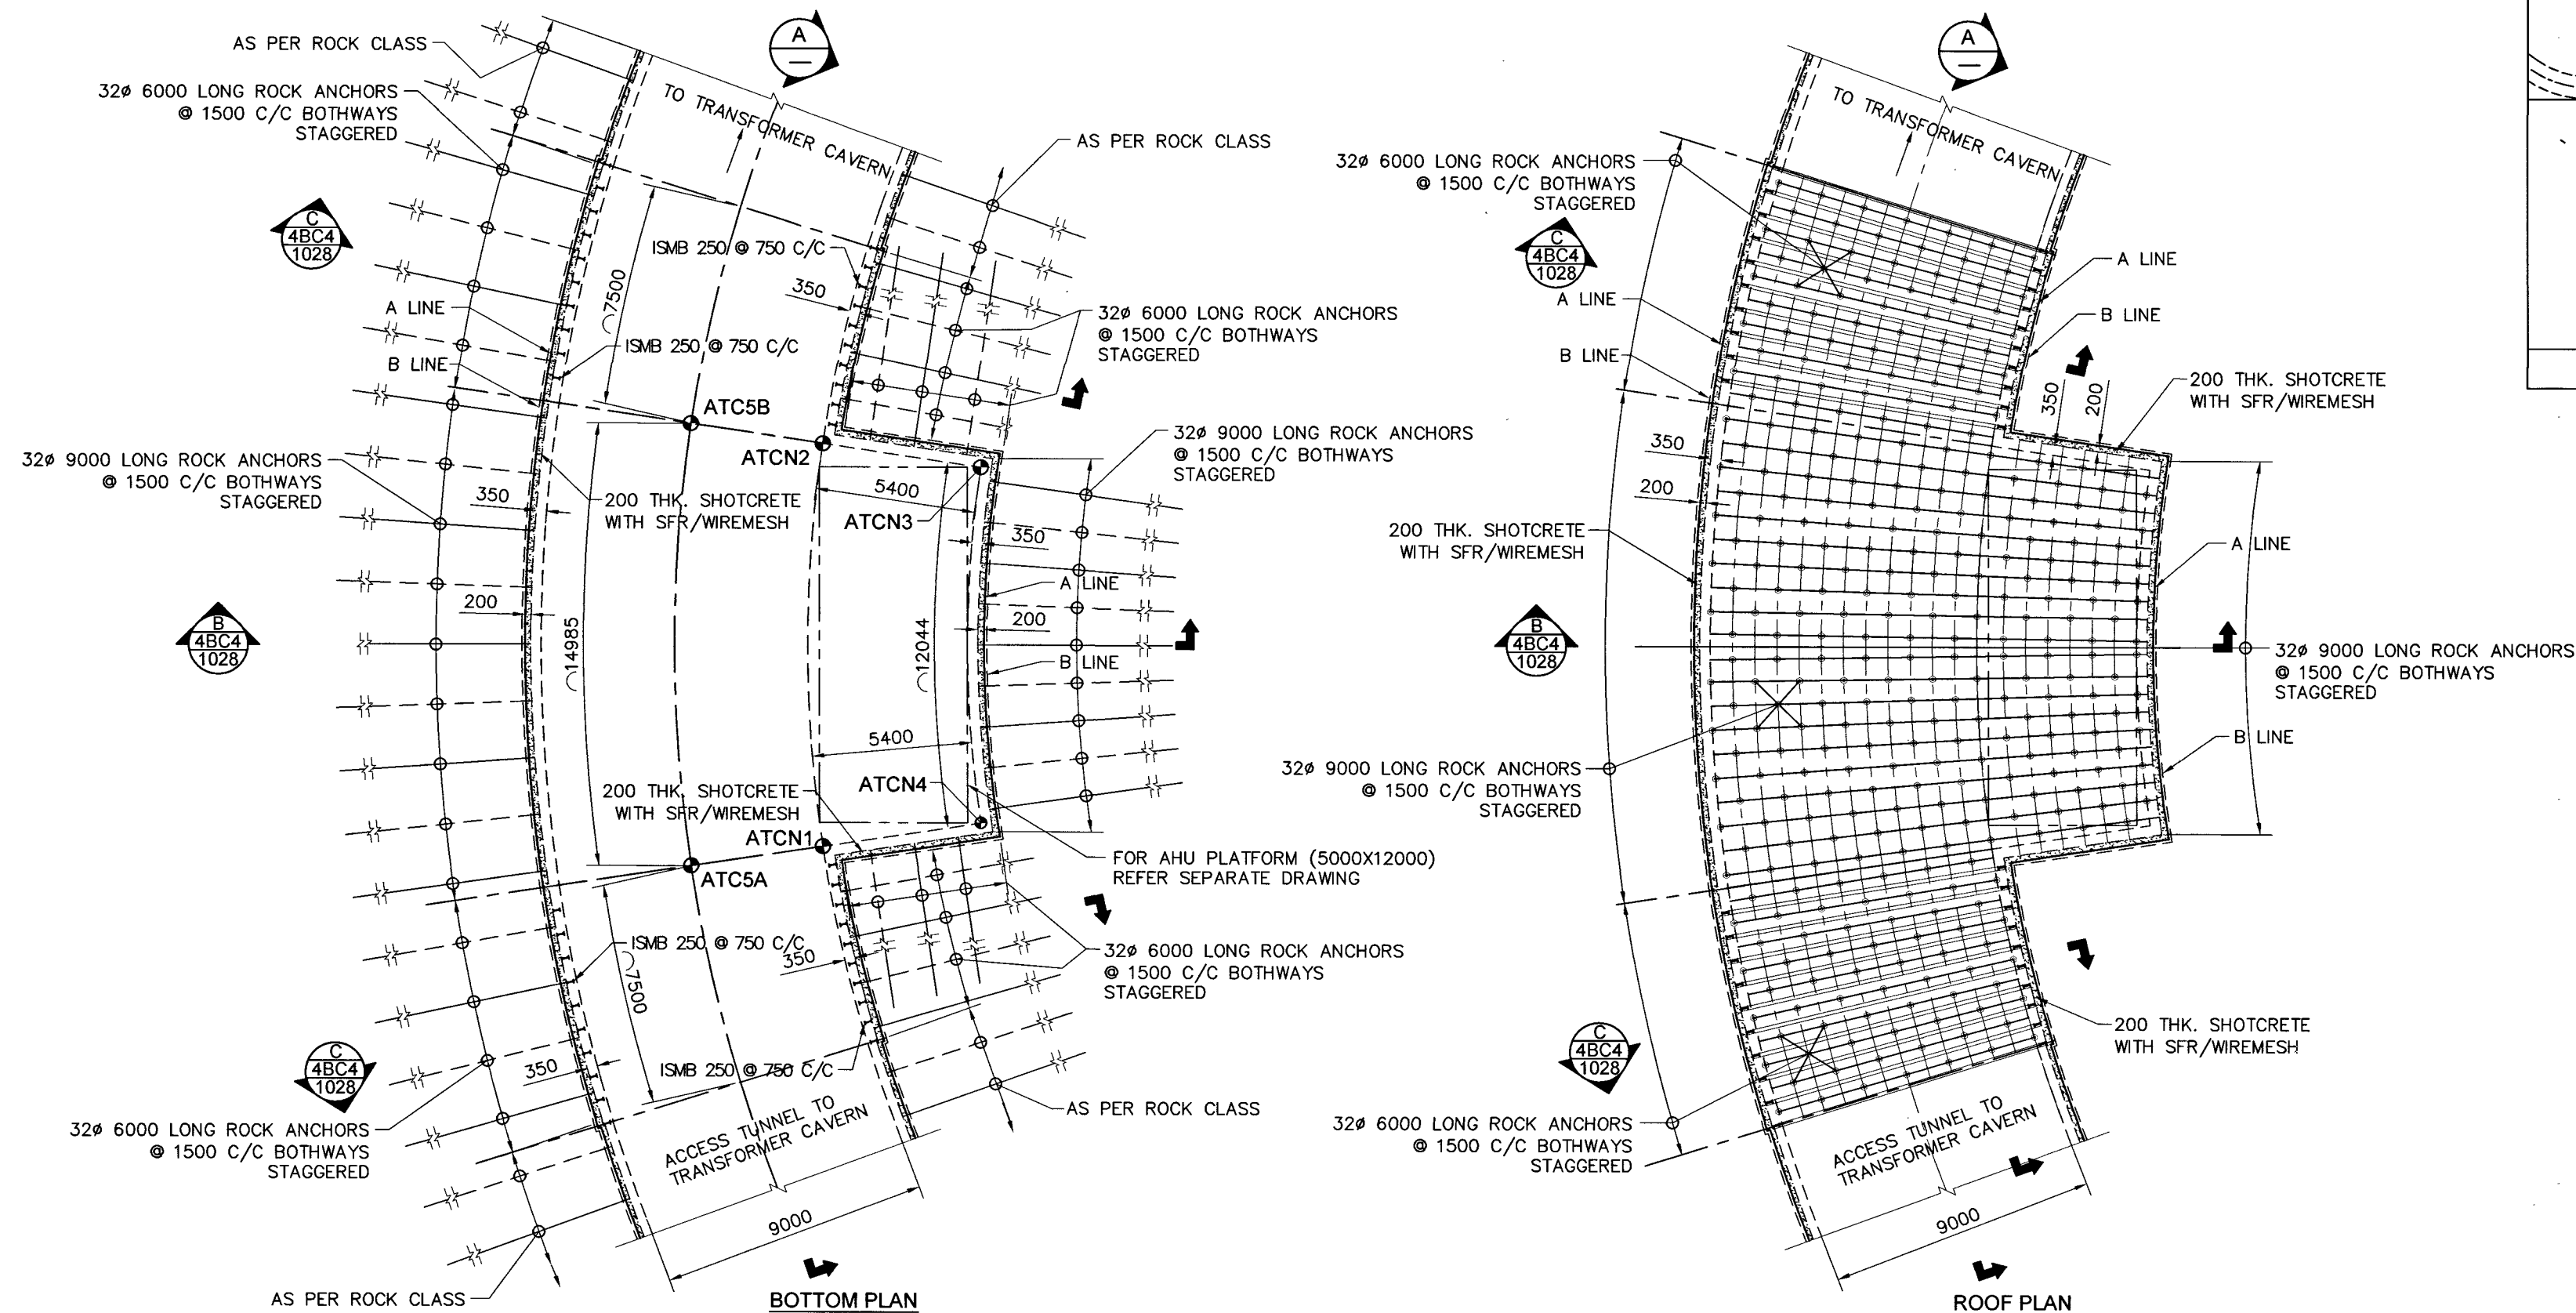 AS PER ROCK CLASS
32ø 6000 LONG ROCK ANCHORS
@ 1500 C/C BOTHWAYS
STAGGERED
A
TO TRANSFORMER CAVERN
AS PER ROCK CLASS
C
4BC4
1028
ISMB 250 @ 750 C/C
7500
350
A LINE
ISMB 250 @ 750 C/C
B LINE
32ø 6000 LONG ROCK ANCHORS
@ 1500 C/C BOTHWAYS
STAGGERED
ATC5B
ATCN2
32ø 9000 LONG ROCK ANCHORS
@ 1500 C/C BOTHWAYS
STAGGERED
32ø 9000 LONG ROCK ANCHORS
@ 1500 C/C BOTHWAYS
STAGGERED
350
200 THK. SHOTCRETE
WITH SFR/WIREMESH
5400
ATCN3
350
A LINE
200
200
B
4BC4
1028
14985
12044
B LINE
5400
ATCN4
200 THK. SHOTCRETE
WITH SFR/WIREMESH
ATCN1
ATC5A
FOR AHU PLATFORM (5000X12000)
REFER SEPARATE DRAWING
ISMB 250 @ 750 C/C
350
7500
32ø 6000 LONG ROCK ANCHORS
@ 1500 C/C BOTHWAYS
STAGGERED
C
4BC4
1028
350
ISMB 250 @ 750 C/C
AS PER ROCK CLASS
32ø 6000 LONG ROCK ANCHORS
@ 1500 C/C BOTHWAYS
STAGGERED
ACCESS TUNNEL TO
TRANSFORMER CAVERN
9000
AS PER ROCK CLASS
BOTTOM PLAN
A
TO TRANSFORMER CAVERN
32ø 6000 LONG ROCK ANCHORS
@ 1500 C/C BOTHWAYS
STAGGERED
C
4BC4
1028
A LINE
A LINE
B LINE
B LINE
350
200
200 THK. SHOTCRETE
WITH SFR/WIREMESH
350
200
200 THK. SHOTCRETE
WITH SFR/WIREMESH
A LINE
B
4BC4
1028
32ø 9000 LONG ROCK ANCHORS
@ 1500 C/C BOTHWAYS
STAGGERED
B LINE
32ø 9000 LONG ROCK ANCHORS
@ 1500 C/C BOTHWAYS
STAGGERED
200 THK. SHOTCRETE
WITH SFR/WIREMESH
C
4BC4
1028
32ø 6000 LONG ROCK ANCHORS
@ 1500 C/C BOTHWAYS
STAGGERED
ACCESS TUNNEL TO
TRANSFORMER CAVERN
9000
ROOF PLAN